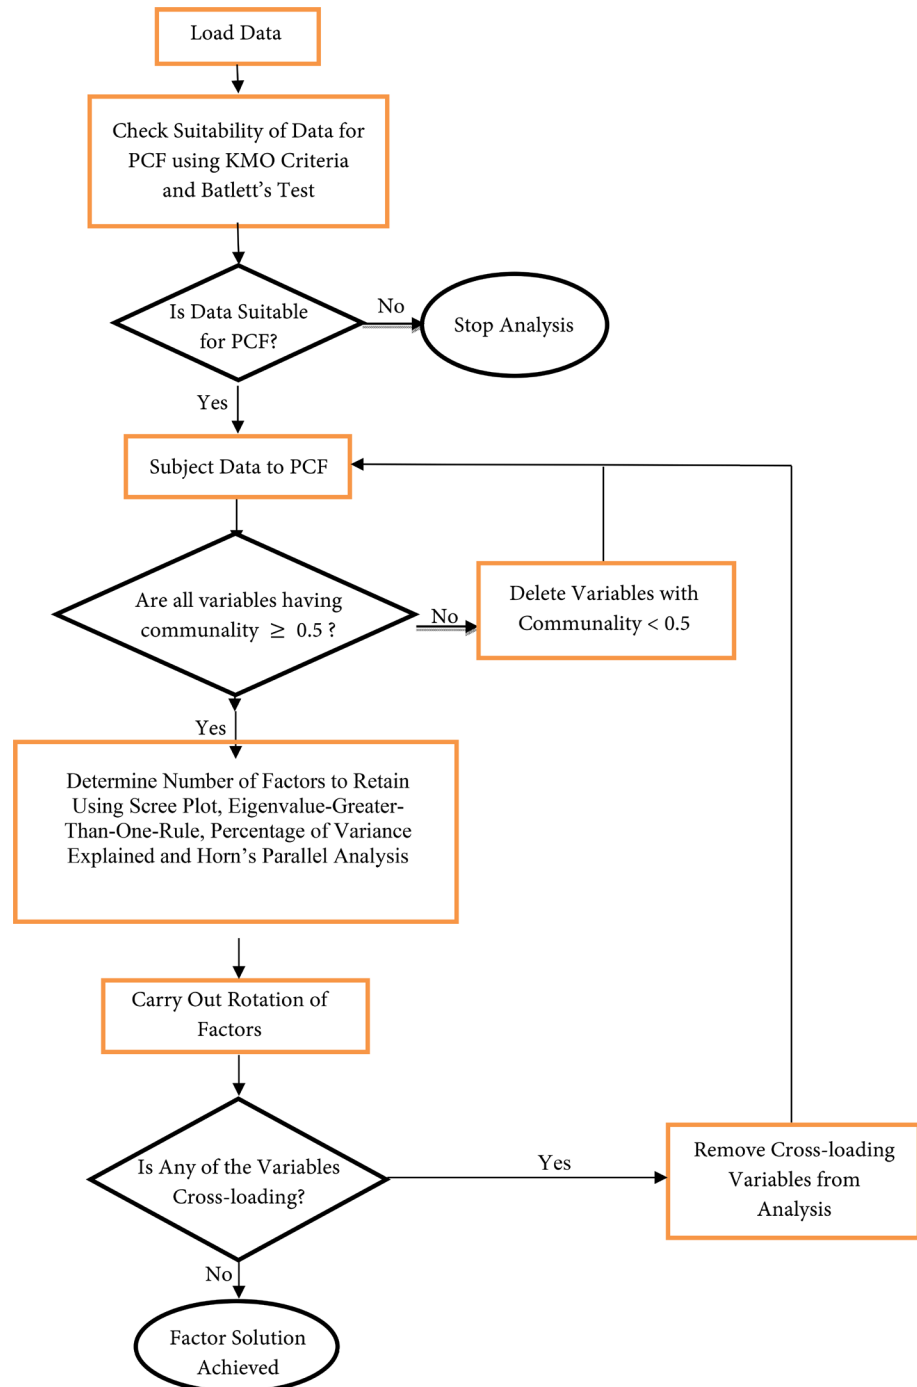 Load Data
Check Suitability of Data for
PCF using KMO Criteria
and Batlett's Test
Is Data Suitable
for PCF?
No
Stop Analysis
Yes
Subject Data to PCF
Are all variables having
communality ≥ 0.5 ?
No
Delete Variables with
Communality < 0.5
Yes
Determine Number of Factors to Retain
Using Scree Plot, Eigenvalue-Greater-
Than-One-Rule, Percentage of Variance
Explained and Horn's Parallel Analysis
Carry Out Rotation of
Factors
Is Any of the Variables
Cross-loading?
Yes
Remove Cross-loading
Variables from
Analysis
No
Factor Solution
Achieved